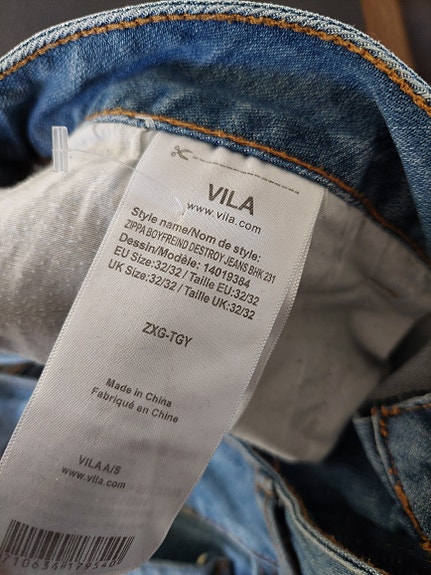 VILA
www.vila.com
Style name/Nom de style:
ZIPPA BOYFREIND DESTROY JEANS BHK 231
Dessin/Modèle: 14019384
EU Size:32/32 / Taille EU:32/32
UK Size:32/32 / Taille UK:32/32
ZXG-TGY
Made in China
Fabriqué en Chine
VILA A/S
www.vila.com